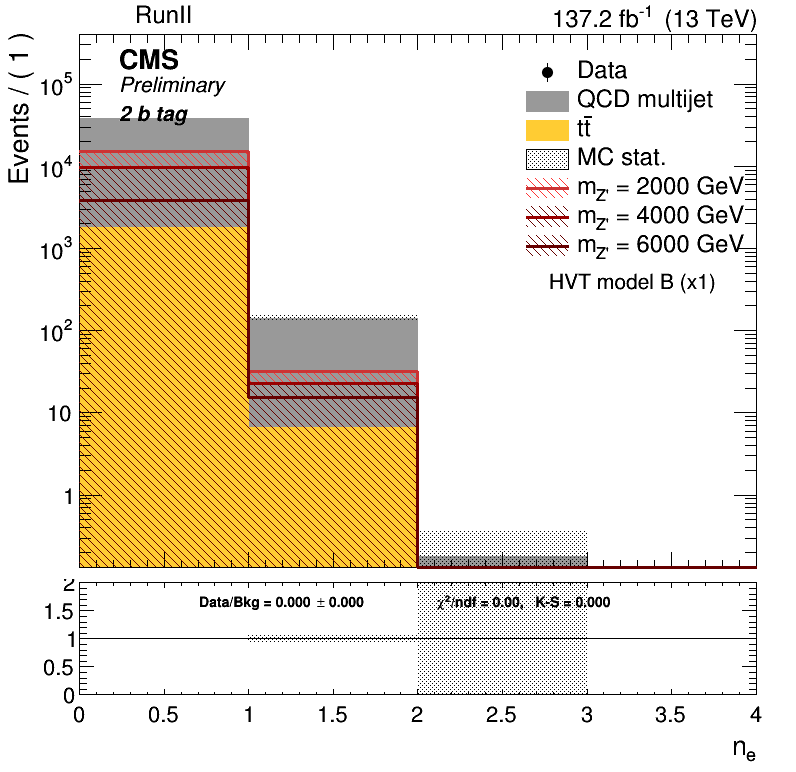 RunII 137.2 fb⁻¹ (13 TeV)
Events / ( 1 )
CMS
Preliminary
2 b tag
Data
QCD multijet
tt̄
MC stat.
m_Z' = 2000 GeV
m_Z' = 4000 GeV
m_Z' = 6000 GeV
HVT model B (x1)
10⁵
10⁴
10³
10²
10
1
Data/Bkg = 0.000 ± 0.000 χ²/ndf = 0.00, K-S = 0.000
2
1.5
1
0.5
0
0 0.5 1 1.5 2 2.5 3 3.5 4
n_e